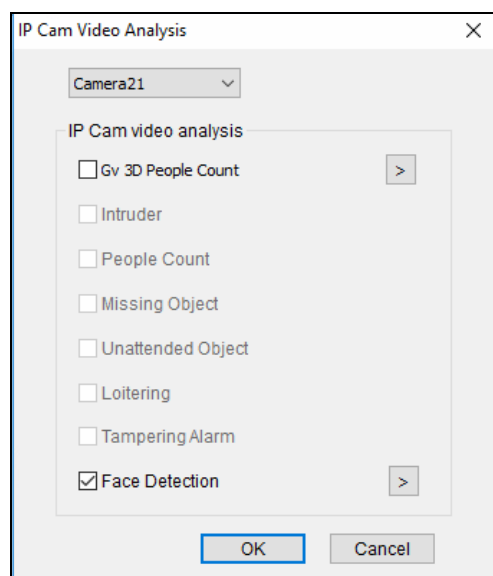 IP Cam Video Analysis
Camera21
IP Cam video analysis
Gv 3D People Count >
Intruder
People Count
Missing Object
Unattended Object
Loitering
Tampering Alarm
Face Detection >
OK Cancel